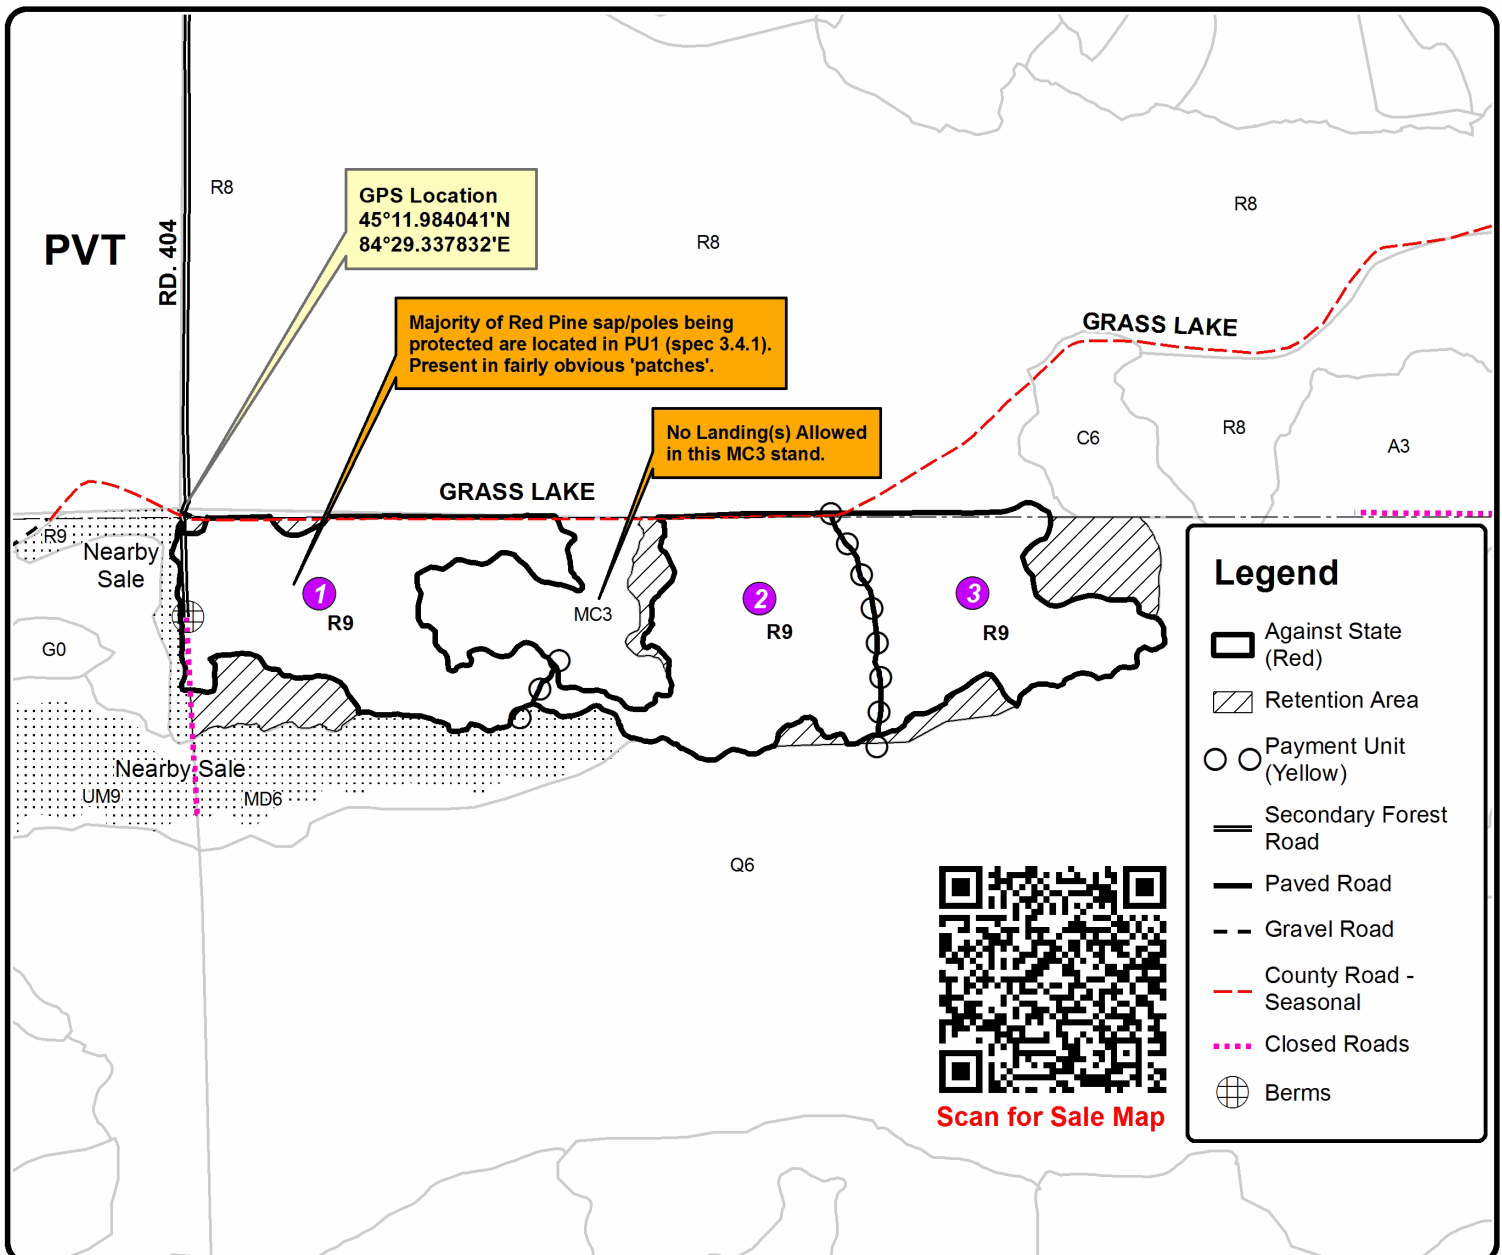 R8
GPS Location
45°11.984041'N
84°29.337832'E
R8
PVT
RD. 404
R8
Majority of Red Pine sap/poles being
protected are located in PU1 (spec 3.4.1).
Present in fairly obvious 'patches'.
GRASS LAKE
No Landing(s) Allowed
in this MC3 stand.
C6
R8
A3
GRASS LAKE
R9
Nearby
Sale
1
R9
MC3
2
R9
3
R9
G0
Nearby Sale
UM9
MD6
Q6
Scan for Sale Map
Legend
Against State
(Red)
Retention Area
Payment Unit
(Yellow)
Secondary Forest
Road
Paved Road
Gravel Road
County Road -
Seasonal
Closed Roads
Berms